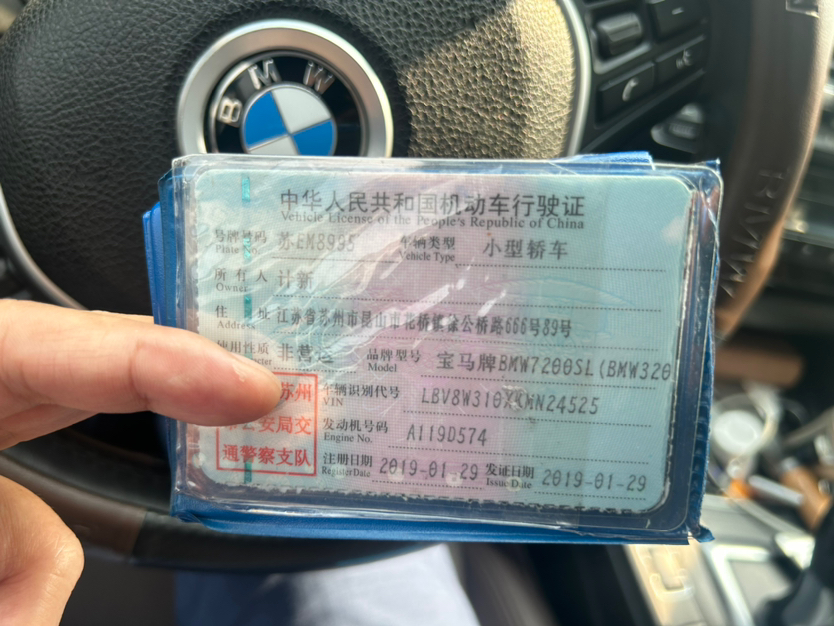 BMW
中华人民共和国机动车行驶证
Vehicle License of the People's Republic of China
号牌号码 苏EM8995 车辆类型 小型轿车
Plate No. Vehicle Type
所有人 计新
Owner
住 址 江苏省苏州市昆山市花桥镇徐公桥路666号89号
Address
使用性质 非营运 品牌型号 宝马牌BMW7200SL(BMW320
Model
苏州 车辆识别代号
VIN
安局交 发动机号码 A119D574
Engine No.
通警察支队 注册日期 2019-01-29 发证日期 2019-01-29
Register Date Issue Date
BMW